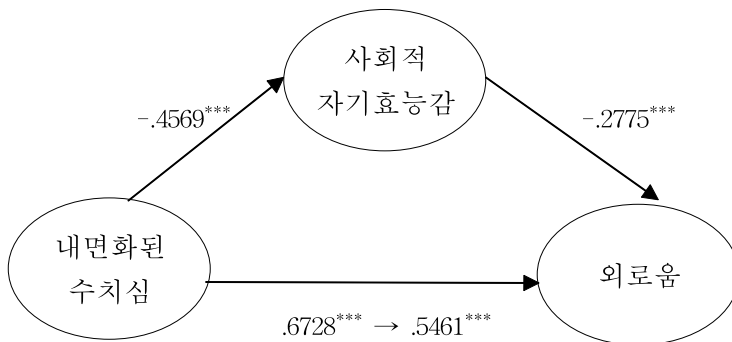 사회적
자기효능감
-.4569***
-.2775***
내면화된
수치심
외로움
.6728*** → .5461***